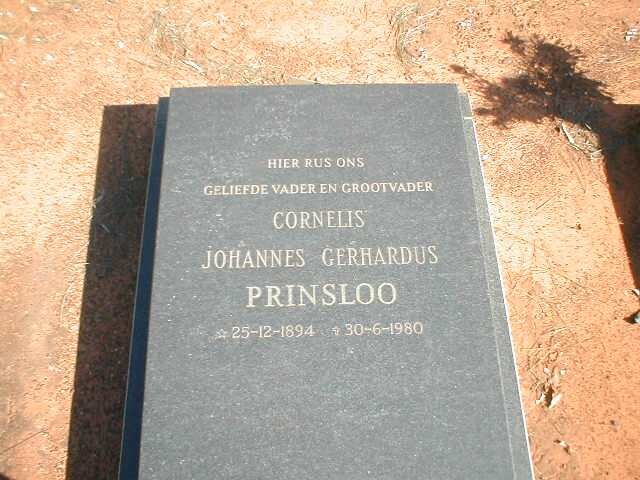 HIER RUS ONS
GELIEFDE VADER EN GROOTVADER
CORNELIS
JOHANNES GERHARDUS
PRINSLOO
☆25-12-1894 ✞30-6-1980